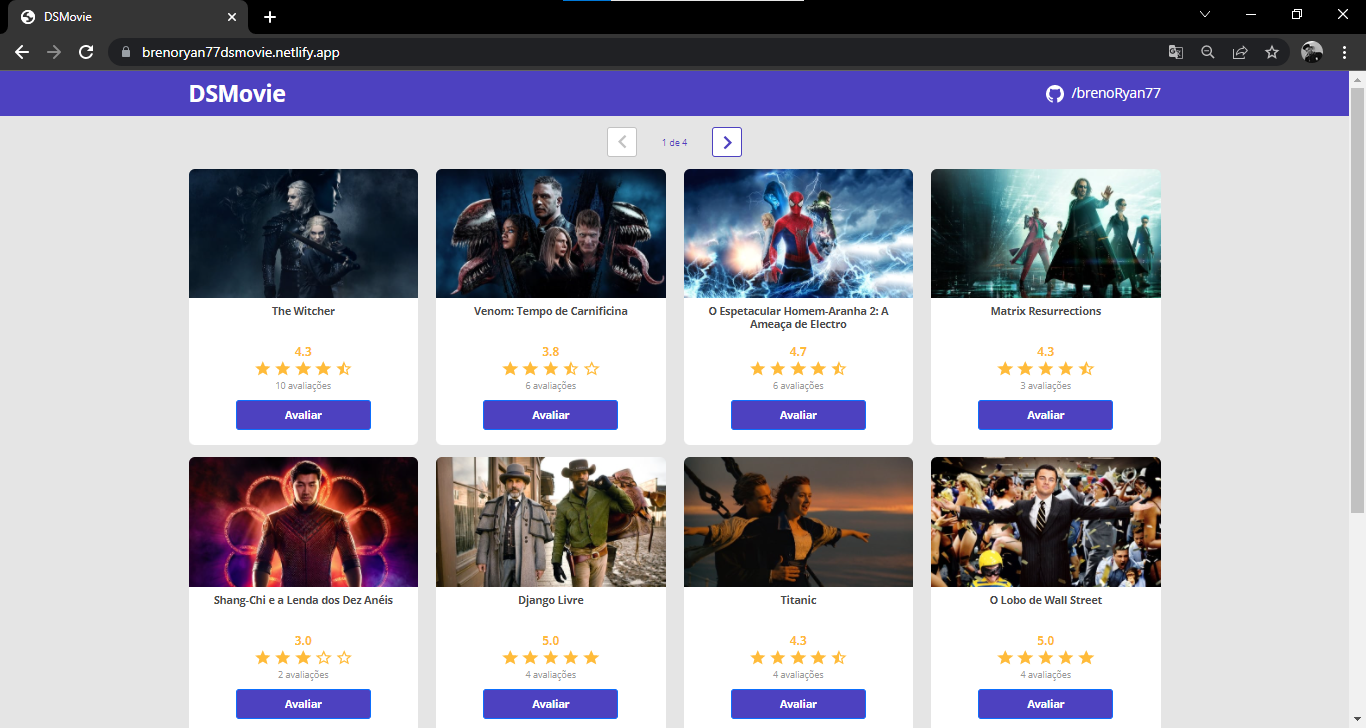 DSMovie
brenoryan77dsmovie.netlify.app
DSMovie
/brenoRyan77
1 de 4
The Witcher
4.3
10 avaliações
Avaliar
Venom: Tempo de Carnificina
3.8
6 avaliações
Avaliar
O Espetacular Homem-Aranha 2: A
Ameaça de Electro
4.7
6 avaliações
Avaliar
Matrix Resurrections
4.3
3 avaliações
Avaliar
Shang-Chi e a Lenda dos Dez Anéis
3.0
2 avaliações
Avaliar
Django Livre
5.0
4 avaliações
Avaliar
Titanic
4.3
4 avaliações
Avaliar
O Lobo de Wall Street
5.0
4 avaliações
Avaliar